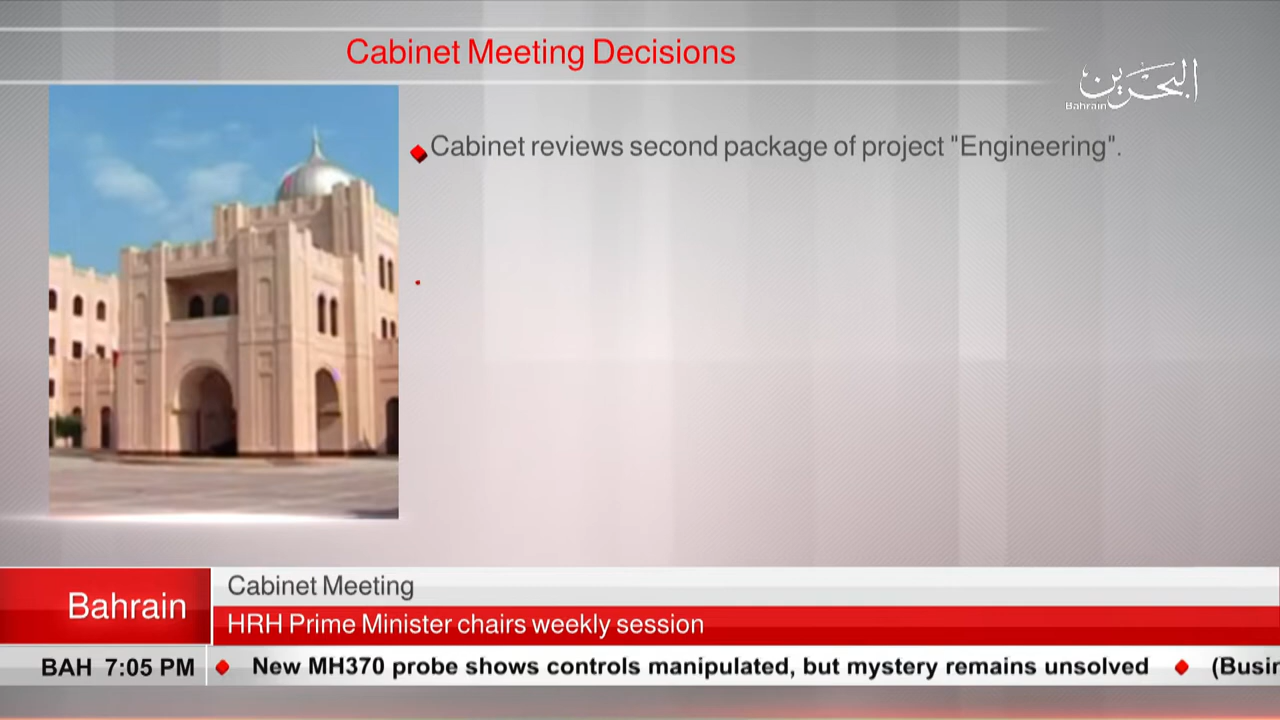 Cabinet Meeting Decisions
البحرين
Bahrain
Cabinet reviews second package of project "Engineering".
Bahrain
Cabinet Meeting
HRH Prime Minister chairs weekly session
BAH 7:05 PM
New MH370 probe shows controls manipulated, but mystery remains unsolved